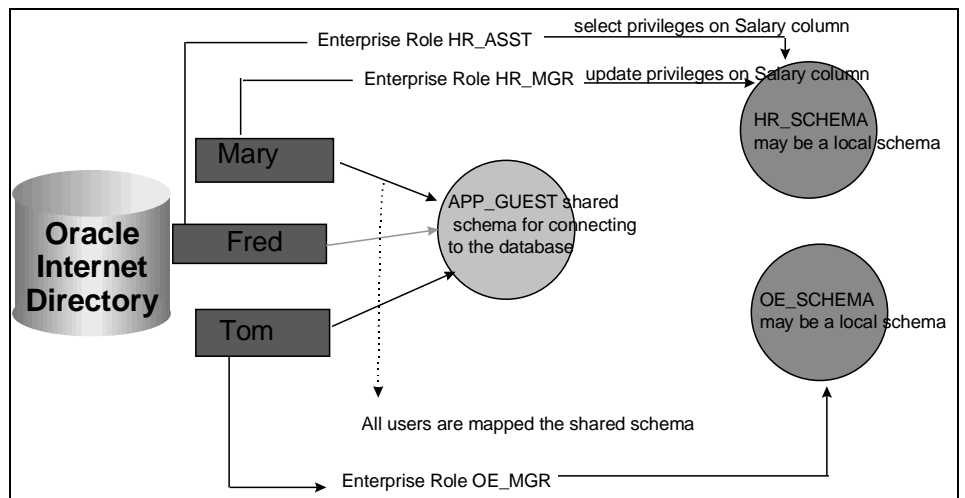 Enterprise Role HR_ASST
select privileges on Salary column
Enterprise Role HR_MGR
update privileges on Salary column
HR_SCHEMA
may be a local schema
Mary
Oracle
Internet
Directory
Fred
APP_GUEST shared
schema for connecting
to the database
Tom
OE_SCHEMA
may be a local schema
All users are mapped the shared schema
Enterprise Role OE_MGR